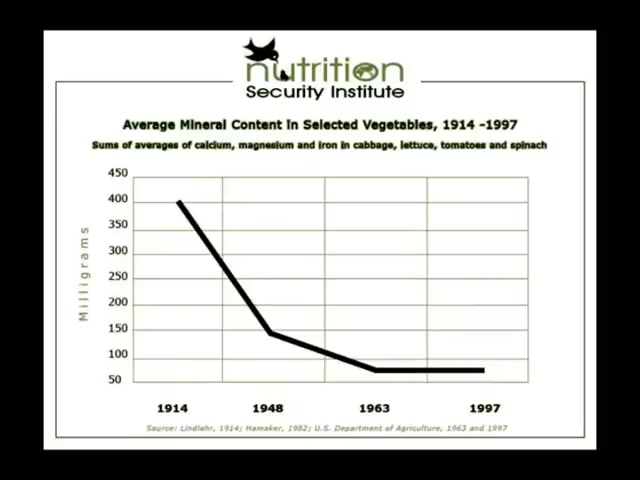 nutrition
Security Institute
Average Mineral Content in Selected Vegetables, 1914 -1997
Sums of averages of calcium, magnesium and iron in cabbage, lettuce, tomatoes and spinach
450
400
350
300
250
200
150
100
50
Milligrams
1914 1948 1963 1997
Source: Lindlahr, 1914; Hamaker, 1982; U.S. Department of Agriculture, 1963 and 1997